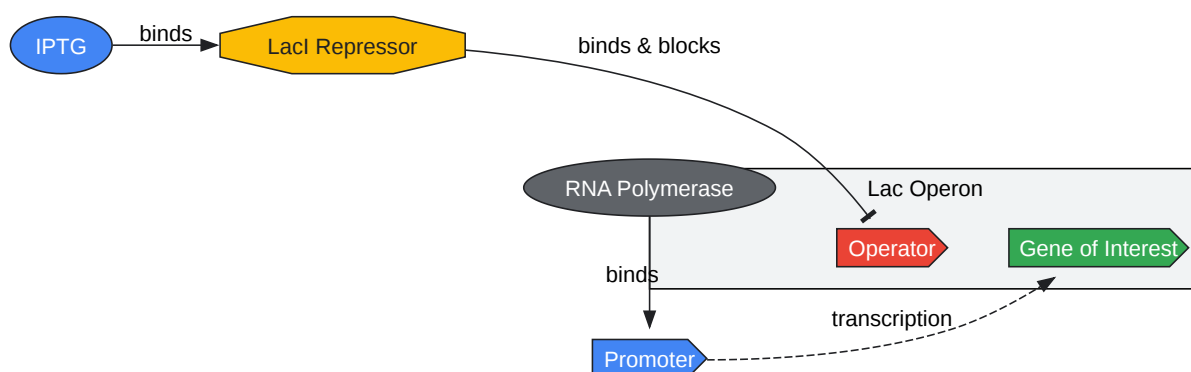 IPTG
binds
LacI Repressor
binds & blocks
RNA Polymerase
Lac Operon
Operator
Gene of Interest
binds
transcription
Promoter